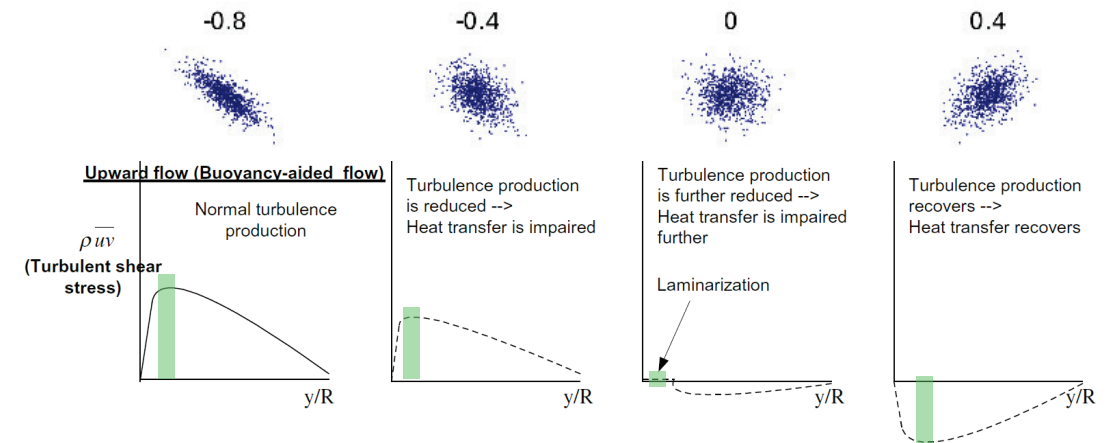 -0.8
-0.4
0
0.4
Upward flow (Buoyancy-aided flow)
Normal turbulence
production
ρ uv
(Turbulent shear
stress)
y/R
Turbulence production
is reduced -->
Heat transfer is impaired
y/R
Turbulence production
is further reduced -->
Heat transfer is impaired
further
Laminarization
y/R
Turbulence production
recovers -->
Heat transfer recovers
y/R